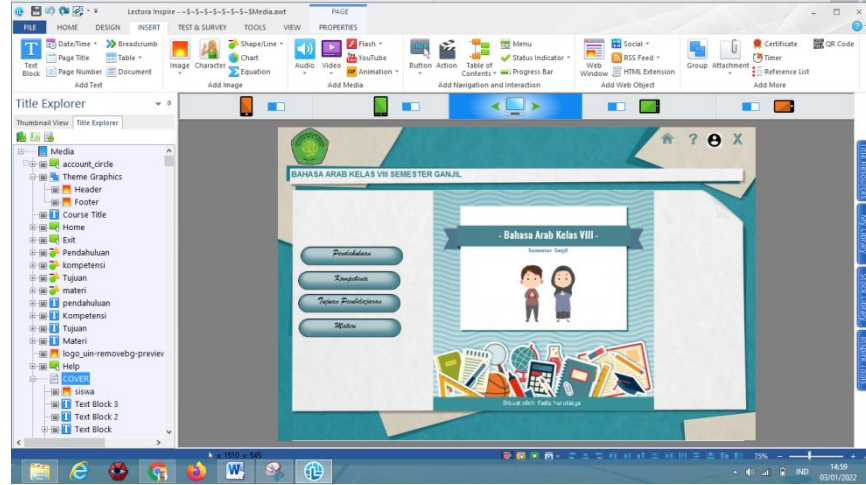 Lectora Inspire - ~$~$~$~$~$~$~$~$Media.awt
PAGE
FILE HOME DESIGN INSERT TEST & SURVEY TOOLS VIEW PROPERTIES
Text Block
Date/Time
Page Title
Page Number
Breadcrumb
Table
Document
Add Text
Image
Character
Shape/Line
Chart
Equation
Add Image
Audio
Video
Flash
YouTube
Animation
Add Media
Button
Action
Table of Contents
Menu
Status Indicator
Progress Bar
Add Navigation and Interaction
Web Window
Social
RSS Feed
HTML Extension
Add Web Object
Group
Attachment
Certificate
Timer
Reference List
QR Code
Add More
Title Explorer
Thumbnail View Title Explorer
Media
account_circle
Theme Graphics
Header
Footer
Course Title
Home
Exit
Pendahuluan
kompetensi
Tujuan
materi
pendahuluan
Kompetensi
Tujuan
Materi
logo_uin-removebg-preview
Help
COVER
siswa
Text Block 3
Text Block 2
Text Block
? X
BAHASA ARAB KELAS VIII SEMESTER GANJIL
- Bahasa Arab Kelas VIII -
Semester Ganjil
Pendahuluan
Kompetensi
Tujuan Pembelajaran
Materi
Dibuat oleh:
My Library
Stock Library
x: 1510 y: 545
75%
IND
14:59
03/01/2022